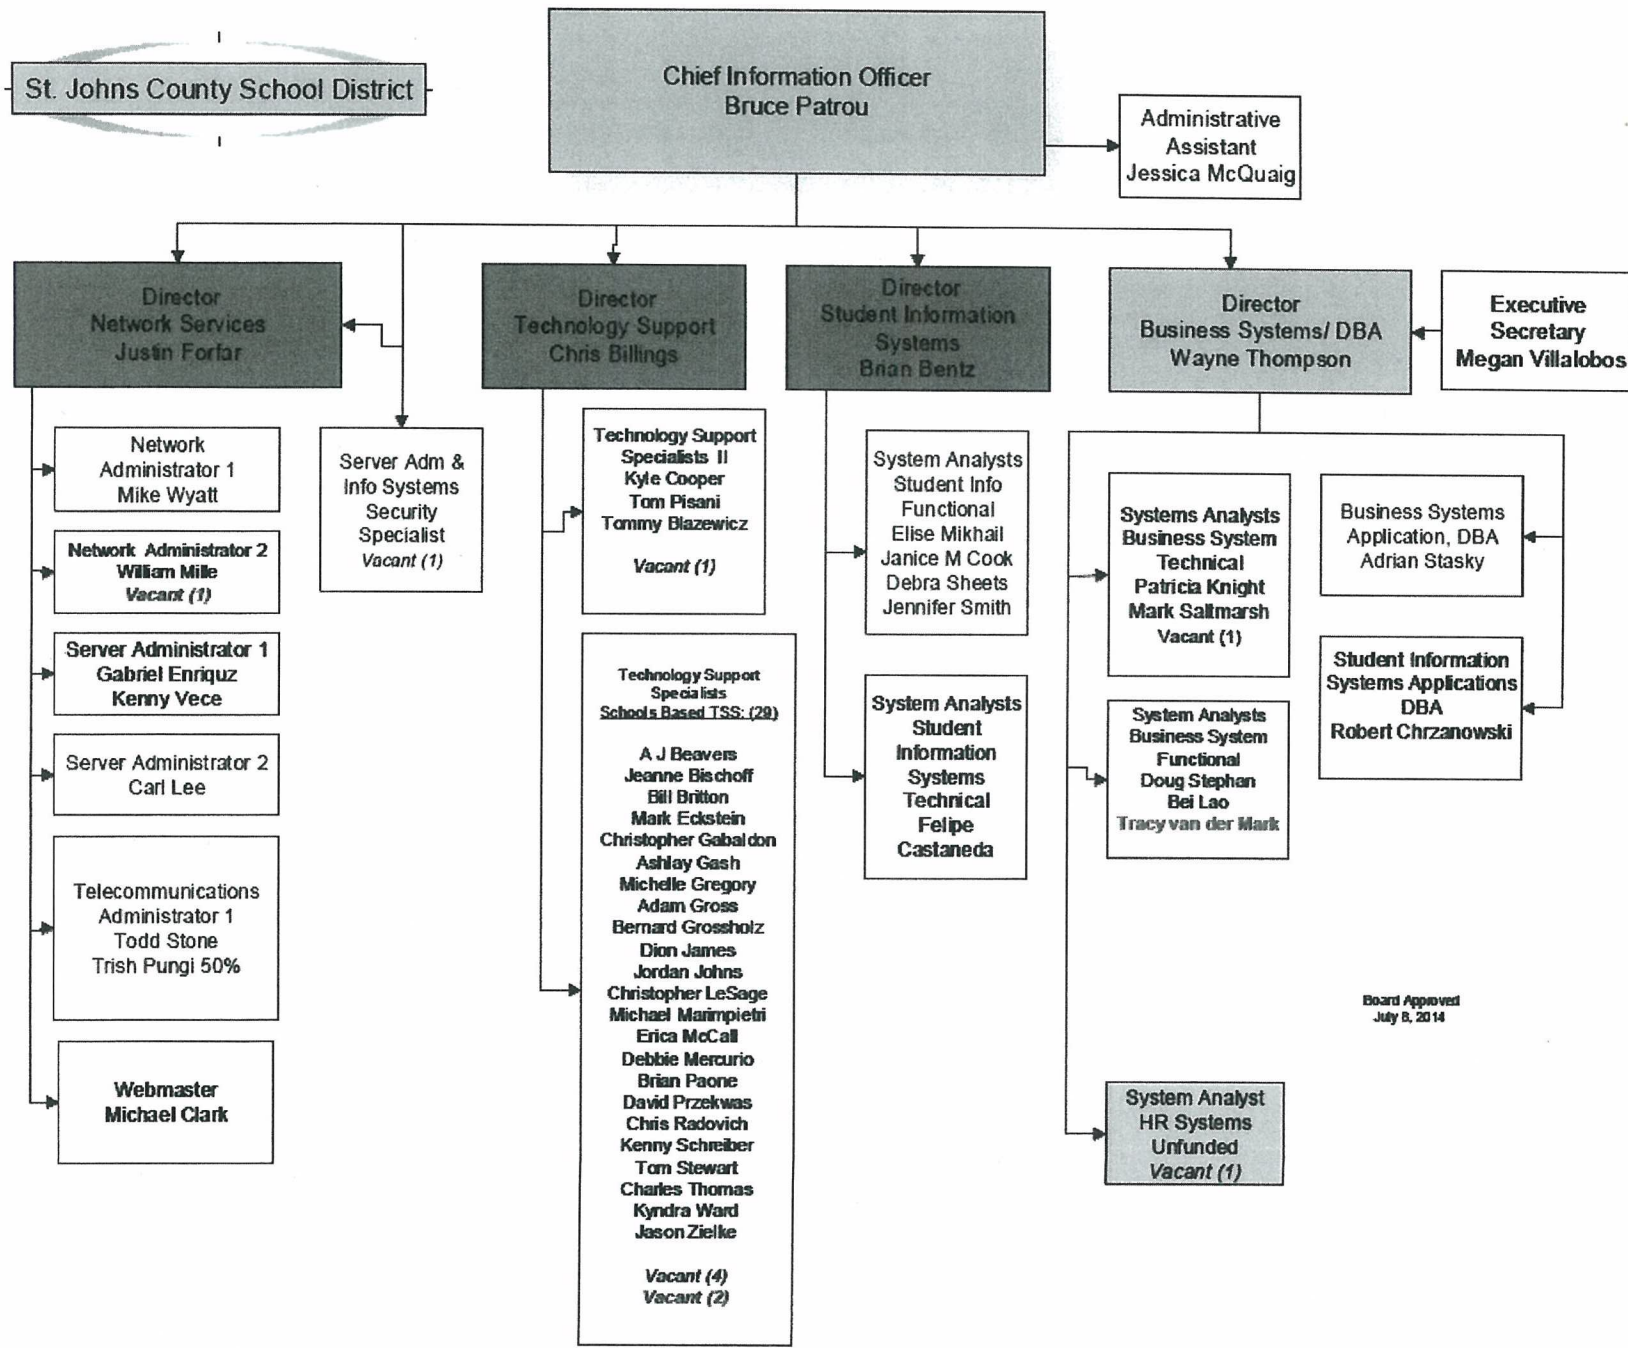 St. Johns County School District
Chief Information Officer
Bruce Patrou
Administrative
Assistant
Jessica McQuaig
Director
Network Services
Justin Forfar
Director
Technology Support
Chris Billings
Director
Student Information
Systems
Brian Bentz
Director
Business Systems/ DBA
Wayne Thompson
Executive
Secretary
Megan Villalobos
Network
Administrator 1
Mike Wyatt
Network Administrator 2
William Mille
Vacant (1)
Server Administrator 1
Gabriel Enriquz
Kenny Vece
Server Administrator 2
Carl Lee
Telecommunications
Administrator 1
Todd Stone
Trish Pungi 50%
Webmaster
Michael Clark
Server Adm &
Info Systems
Security
Specialist
Vacant (1)
Technology Support
Specialists II
Kyle Cooper
Tom Pisani
Tommy Blazewicz
Vacant (1)
Technology Support
Specialists
Schools Based TSS: (29)
A J Beavers
Jeanne Bischoff
Bill Britton
Mark Eckstein
Christopher Gabaldon
Ashlay Gash
Michelle Gregory
Adam Gross
Bernard Grossholz
Dion James
Jordan Johns
Christopher LeSage
Michael Marimpietri
Erica McCall
Debbie Mercurio
Brian Paone
David Przekwas
Chris Radovich
Kenny Schreiber
Tom Stewart
Charles Thomas
Kyndra Ward
Jason Zielke
Vacant (4)
Vacant (2)
System Analysts
Student Info
Functional
Elise Mikhail
Janice M Cook
Debra Sheets
Jennifer Smith
System Analysts
Student
Information
Systems
Technical
Felipe
Castaneda
Systems Analysts
Business System
Technical
Patricia Knight
Mark Saltmarsh
Vacant (1)
System Analysts
Business System
Functional
Doug Stephan
Bei Lao
Tracy van der Mark
System Analyst
HR Systems
Unfunded
Vacant (1)
Business Systems
Application, DBA
Adrian Stasky
Student Information
Systems Applications
DBA
Robert Chrzanowski
Board Approved
July 8, 2014